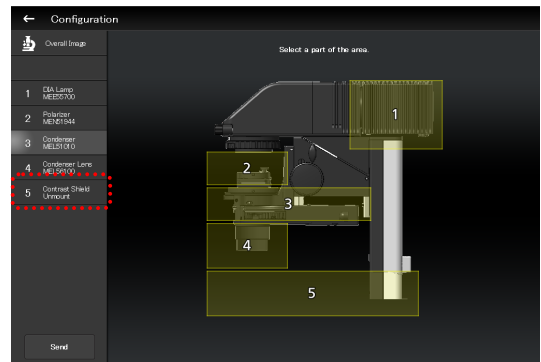 ← Configuration
Overall Image
Select a part of the area.
1 DIA Lamp
MEE55700
2 Polarizer
MEN51944
3 Condenser
MEL51010
4 Condenser Lens
MEL56100
5 Contrast Shield
Unmount
1
2
3
4
5
Send